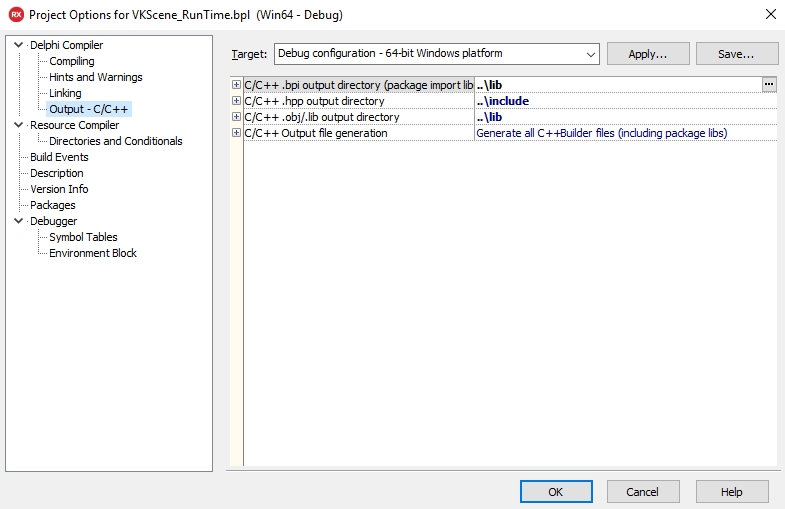 RX Project Options for VKScene_RunTime.bpl (Win64 - Debug)
Delphi Compiler
Compiling
Hints and Warnings
Linking
Output - C/C++
Resource Compiler
Directories and Conditionals
Build Events
Description
Version Info
Packages
Debugger
Symbol Tables
Environment Block
Target: Debug configuration - 64-bit Windows platform Apply... Save...
C/C++ .bpi output directory (package import lib ..\lib ...
C/C++ .hpp output directory ..\include
C/C++ .obj/.lib output directory ..\lib
C/C++ Output file generation Generate all C++Builder files (including package libs)
OK Cancel Help